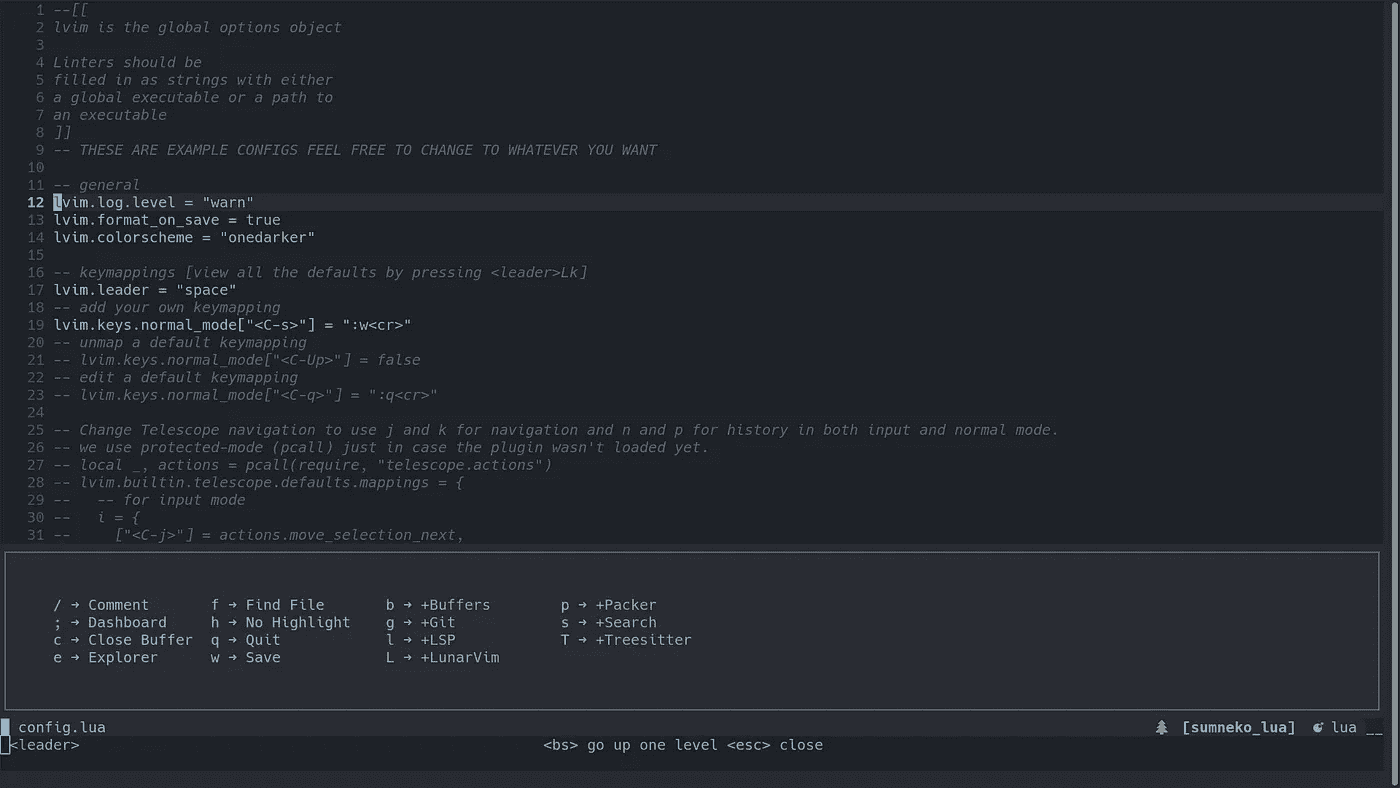 1 --[[
2 lvim is the global options object
3
4 Linters should be
5 filled in as strings with either
6 a global executable or a path to
7 an executable
8 ]]
9 -- THESE ARE EXAMPLE CONFIGS FEEL FREE TO CHANGE TO WHATEVER YOU WANT
10
11 -- general
12 lvim.log.level = "warn"
13 lvim.format_on_save = true
14 lvim.colorscheme = "onedarker"
15
16 -- keymappings [view all the defaults by pressing <leader>Lk]
17 lvim.leader = "space"
18 -- add your own keymapping
19 lvim.keys.normal_mode["<C-s>"] = ":w<cr>"
20 -- unmap a default keymapping
21 -- lvim.keys.normal_mode["<C-Up>"] = false
22 -- edit a default keymapping
23 -- lvim.keys.normal_mode["<C-q>"] = ":q<cr>"
24
25 -- Change Telescope navigation to use j and k for navigation and n and p for history in both input and normal mode.
26 -- we use protected-mode (pcall) just in case the plugin wasn't loaded yet.
27 -- local _, actions = pcall(require, "telescope.actions")
28 -- lvim.builtin.telescope.defaults.mappings = {
29 --   -- for input mode
30 --   i = {
31 --     ["<C-j>"] = actions.move_selection_next,
/ → Comment f → Find File b → +Buffers p → +Packer
; → Dashboard h → No Highlight g → +Git s → +Search
c → Close Buffer q → Quit l → +LSP T → +Treesitter
e → Explorer w → Save L → +LunarVim
config.lua [sumneko_lua] lua __
<leader> <bs> go up one level <esc> close